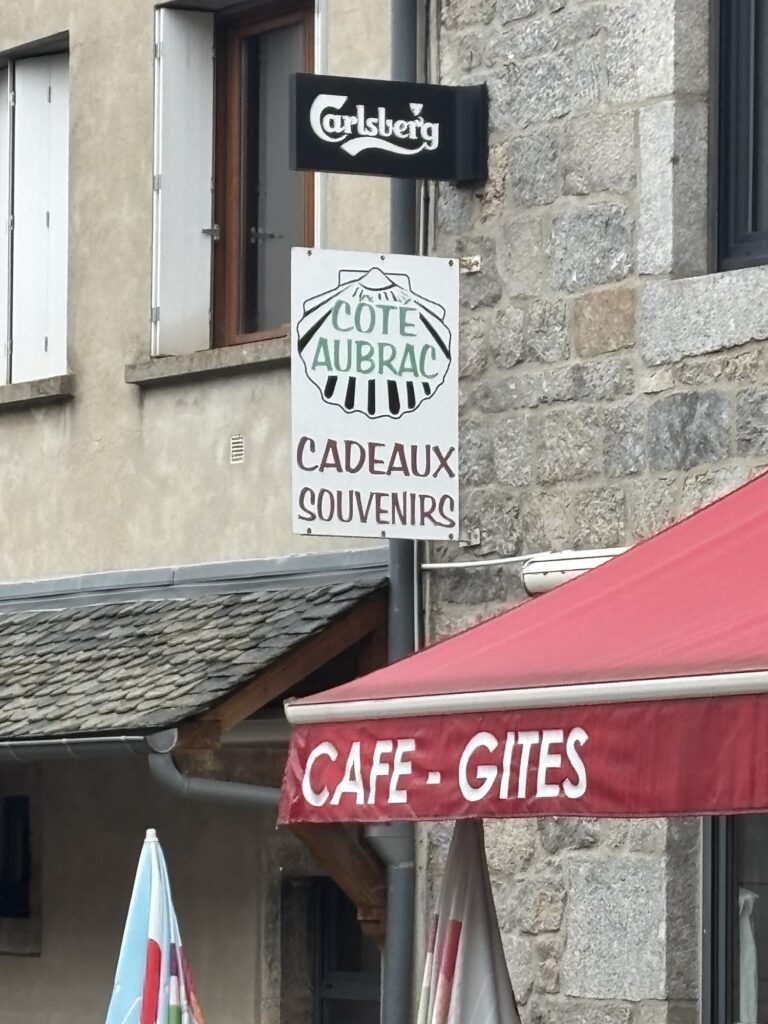 Carlsberg
CÔTE
AUBRAC
CADEAUX
SOUVENIRS
CAFE - GITES